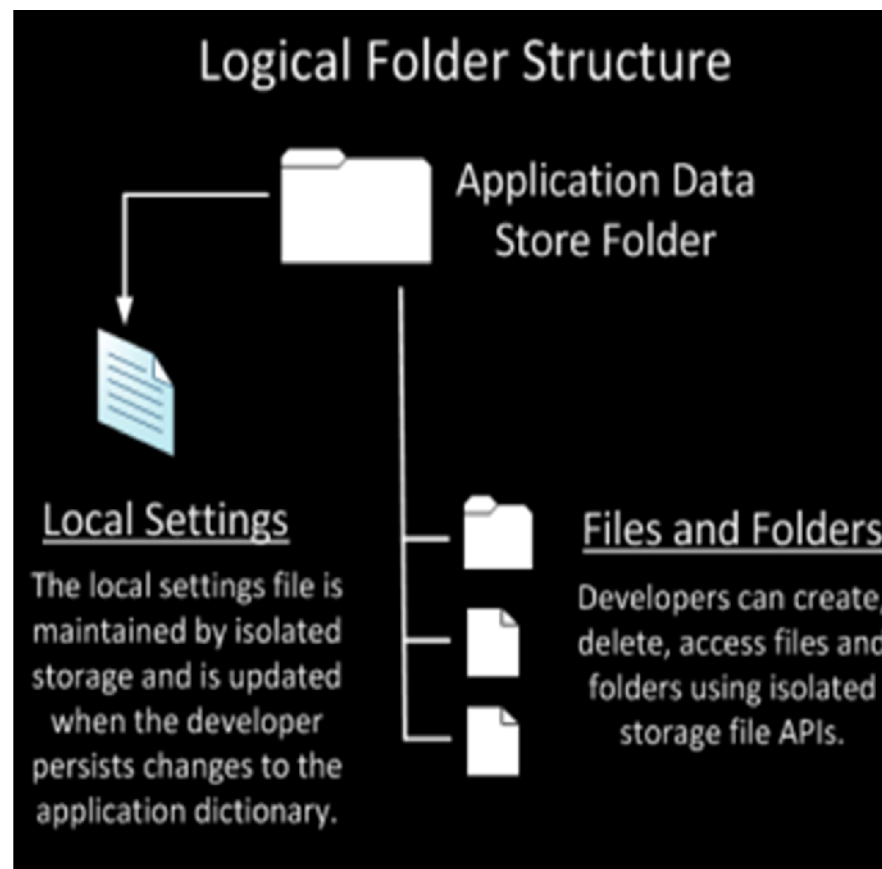 Logical Folder Structure
Application Data
Store Folder
Local Settings
The local settings file is
maintained by isolated
storage and is updated
when the developer
persists changes to the
application dictionary.
Files and Folders
Developers can create,
delete, access files and
folders using isolated
storage file APIs.